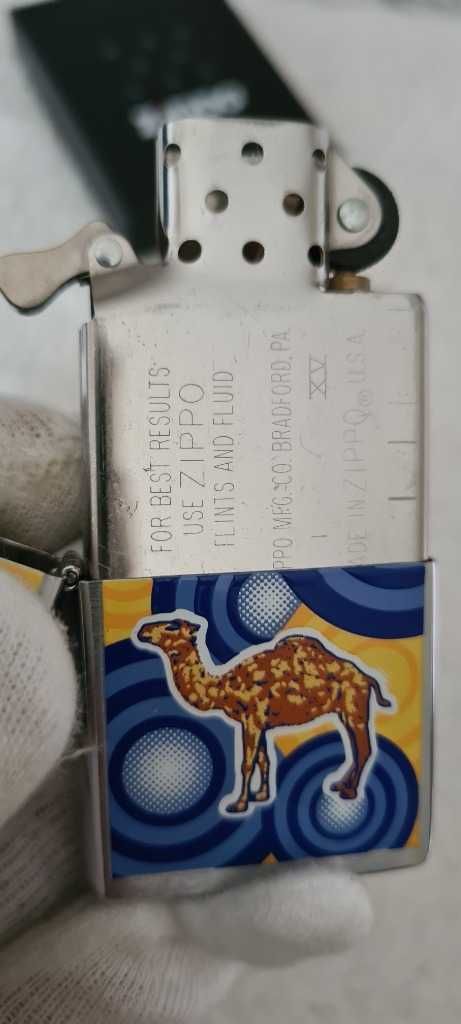 FOR BEST RESULTS
USE ZIPPO
FLINTS AND FLUID
PPO MFG. CO. BRADFORD, PA.
XV
ADE IN ZIPPO® U.S.A.